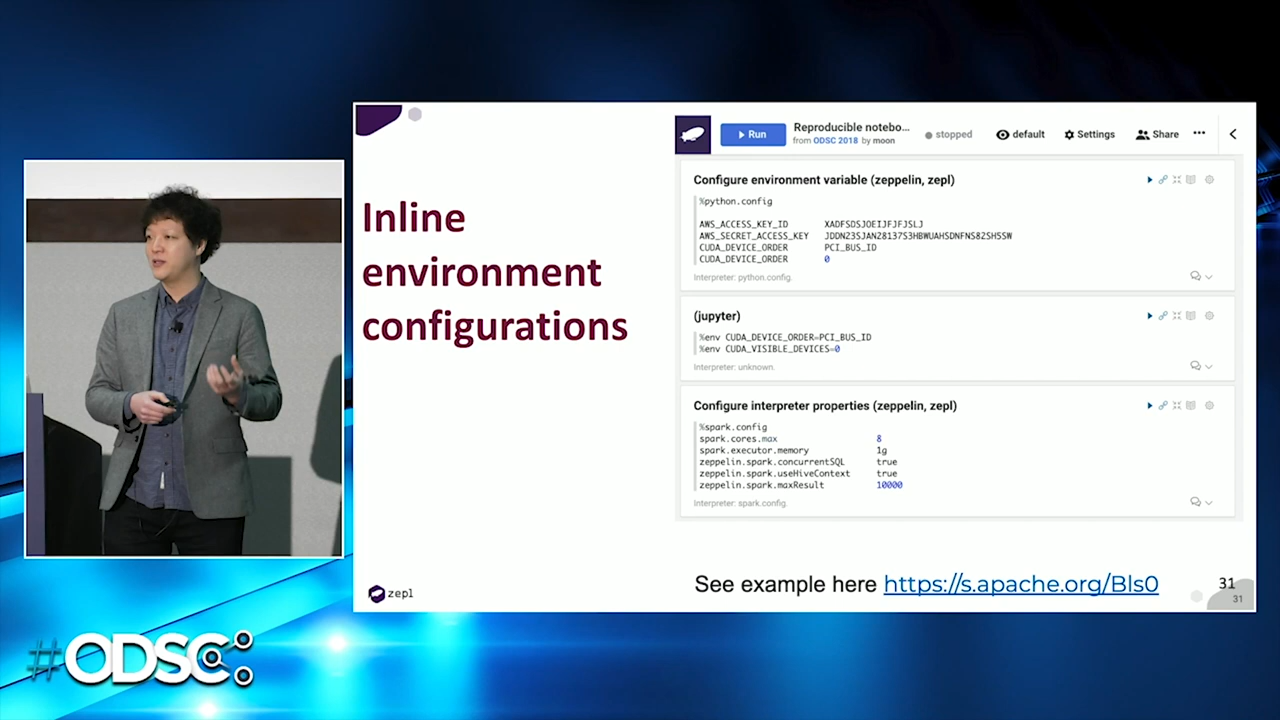 Inline
environment
configurations
Run
Reproducible notebo...
from ODSC 2018 by moon
stopped
default
Settings
Share
Configure environment variable (zeppelin, zepl)
%python.config
AWS_ACCESS_KEY_ID XADFSDSJOEIJFJFJSLJ
AWS_SECRET_ACCESS_KEY JDDN23SJAN28137S3HBWUAHSDNFNS82SH5SW
CUDA_DEVICE_ORDER PCI_BUS_ID
CUDA_DEVICE_ORDER 0
Interpreter: python.config.
(jupyter)
%env CUDA_DEVICE_ORDER=PCI_BUS_ID
%env CUDA_VISIBLE_DEVICES=0
Interpreter: unknown.
Configure interpreter properties (zeppelin, zepl)
%spark.config
spark.cores.max 8
spark.executor.memory 1g
zeppelin.spark.concurrentSQL true
zeppelin.spark.useHiveContext true
zeppelin.spark.maxResult 10000
Interpreter: spark.config.
See example here https://s.apache.org/Bls0
31
31
zepl
#ODSC